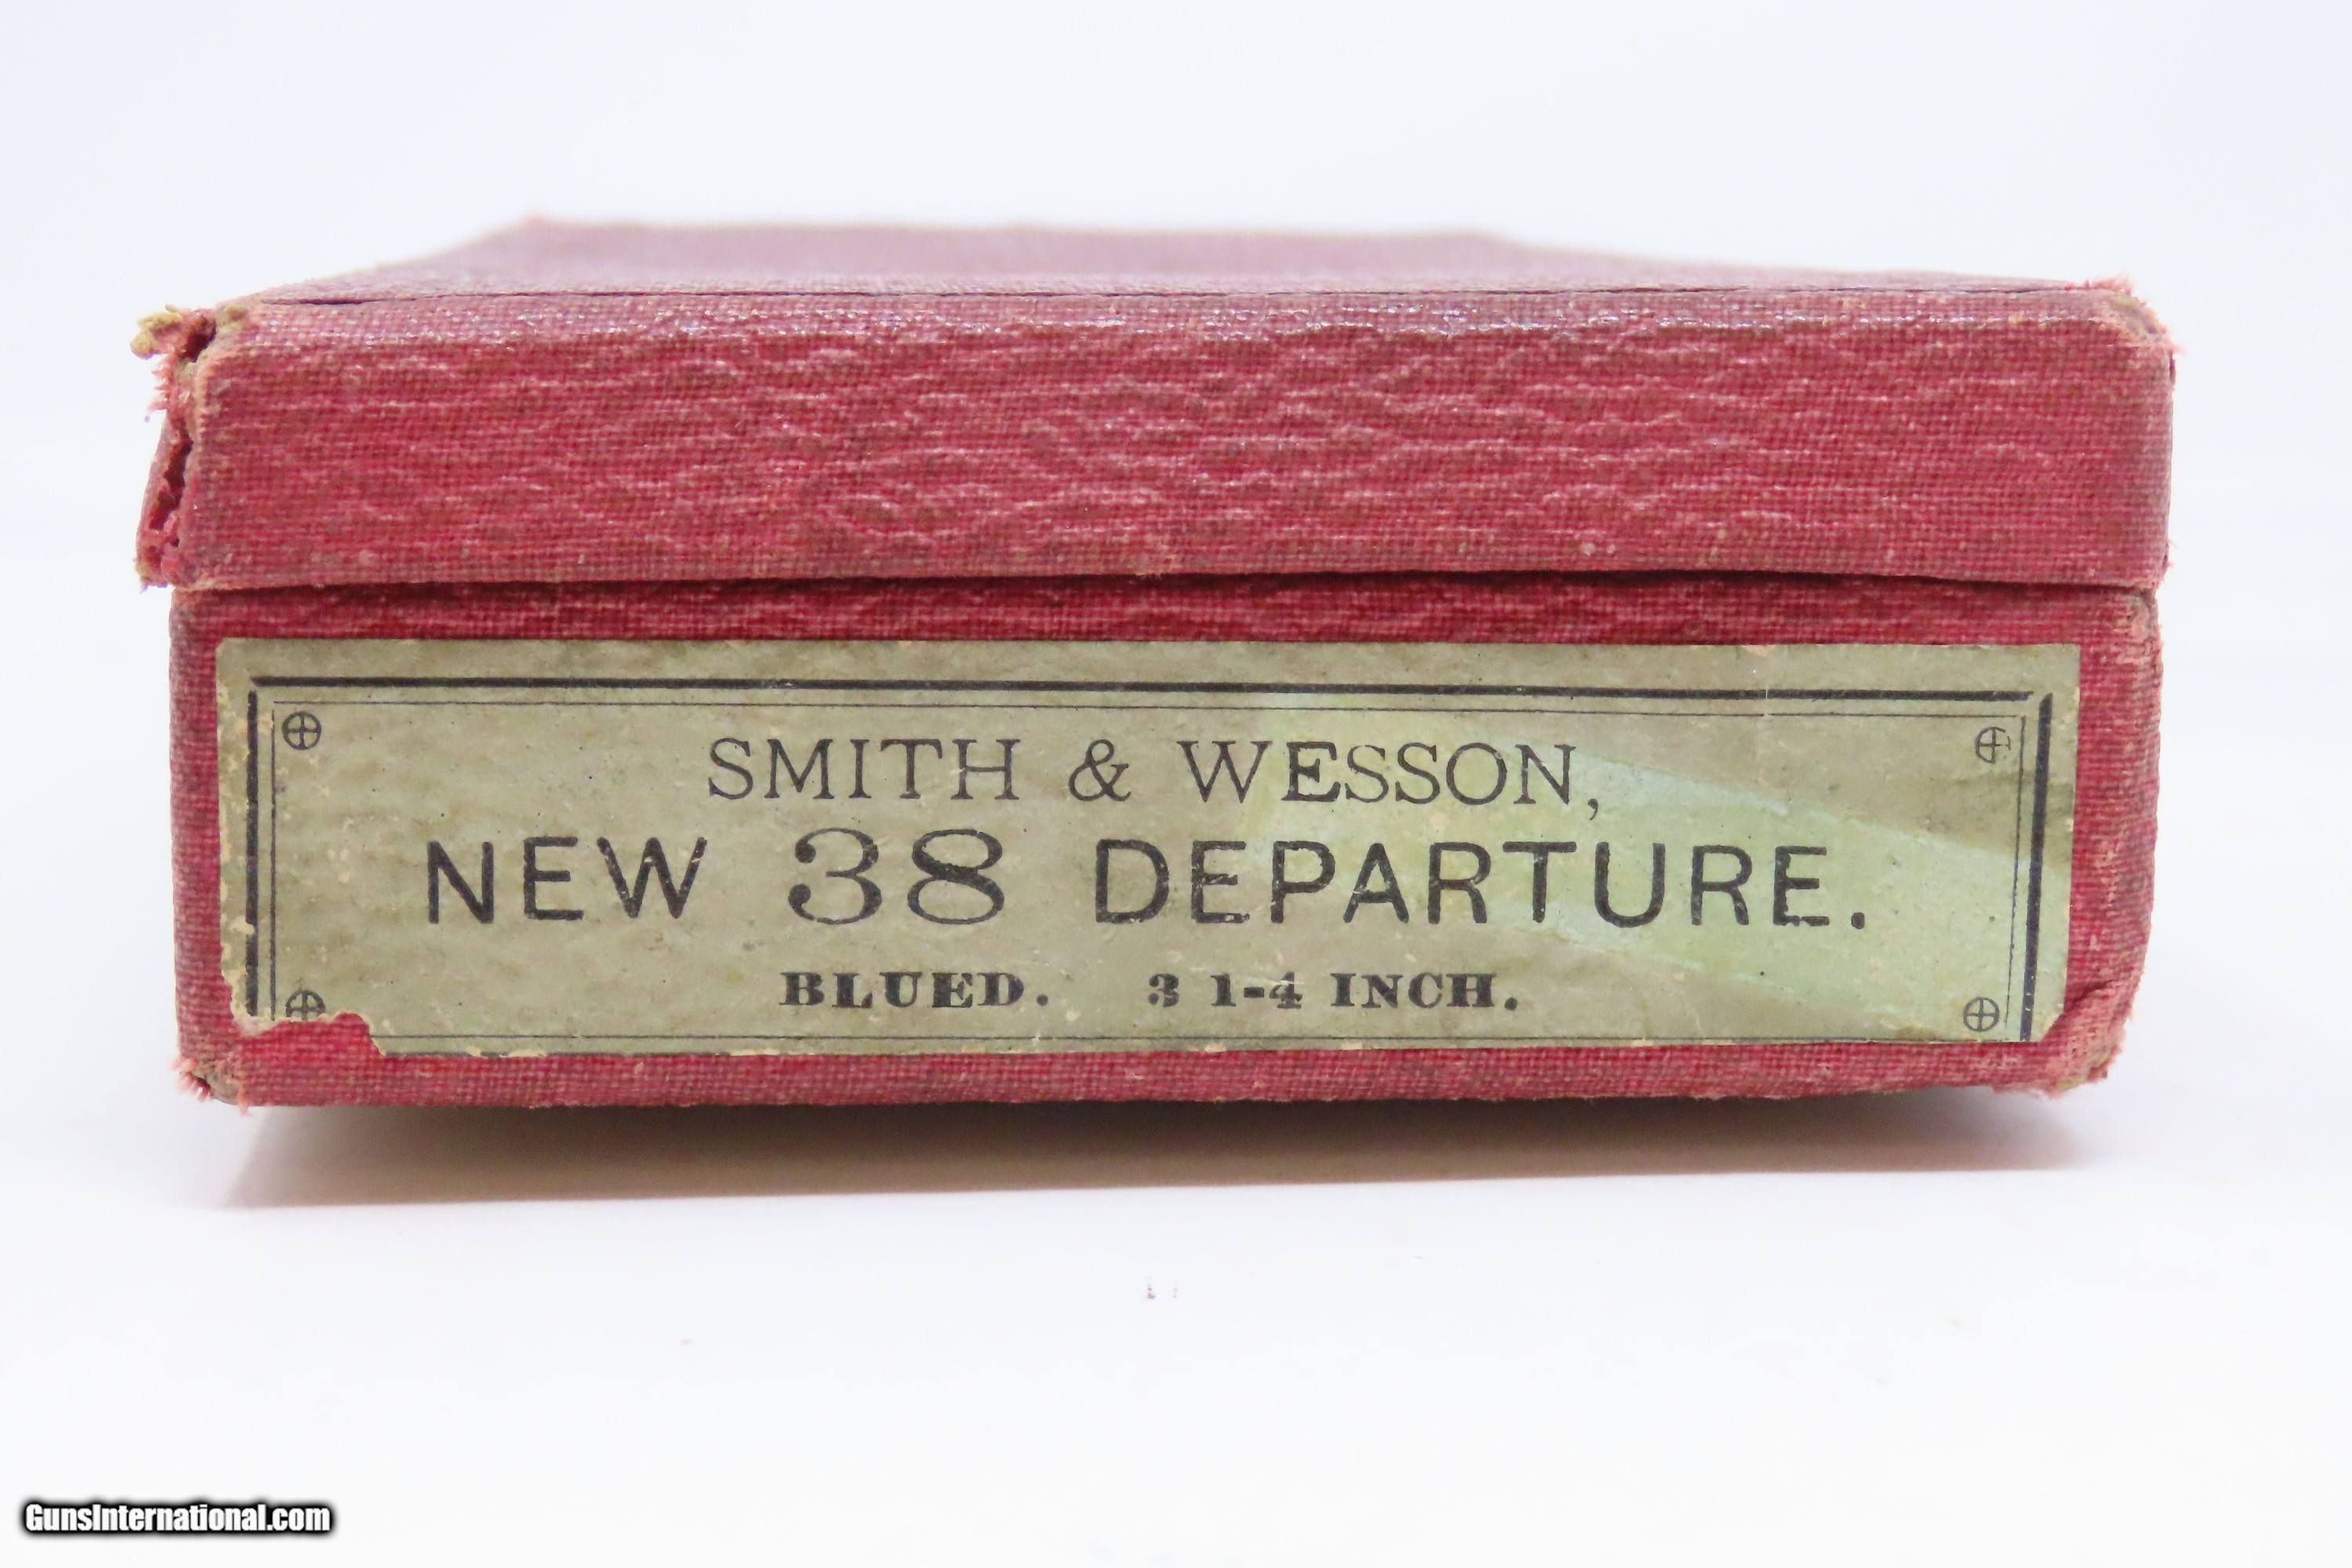 SMITH & WESSON,
NEW 38 DEPARTURE.
BLUED. 3 1-4 INCH.
GunsInternational.com